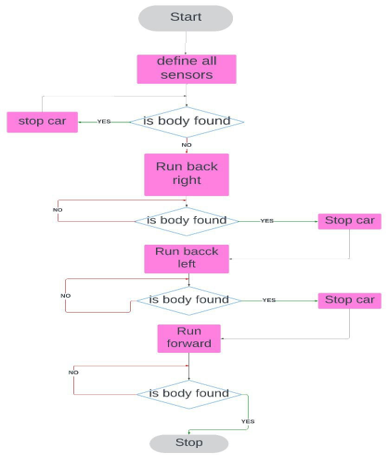 Start
define all
sensors
stop car
YES
is body found
NO
Run back
right
NO
is body found
YES
Stop car
Run bacck
left
NO
is body found
YES
Stop car
Run
forward
NO
is body found
YES
Stop